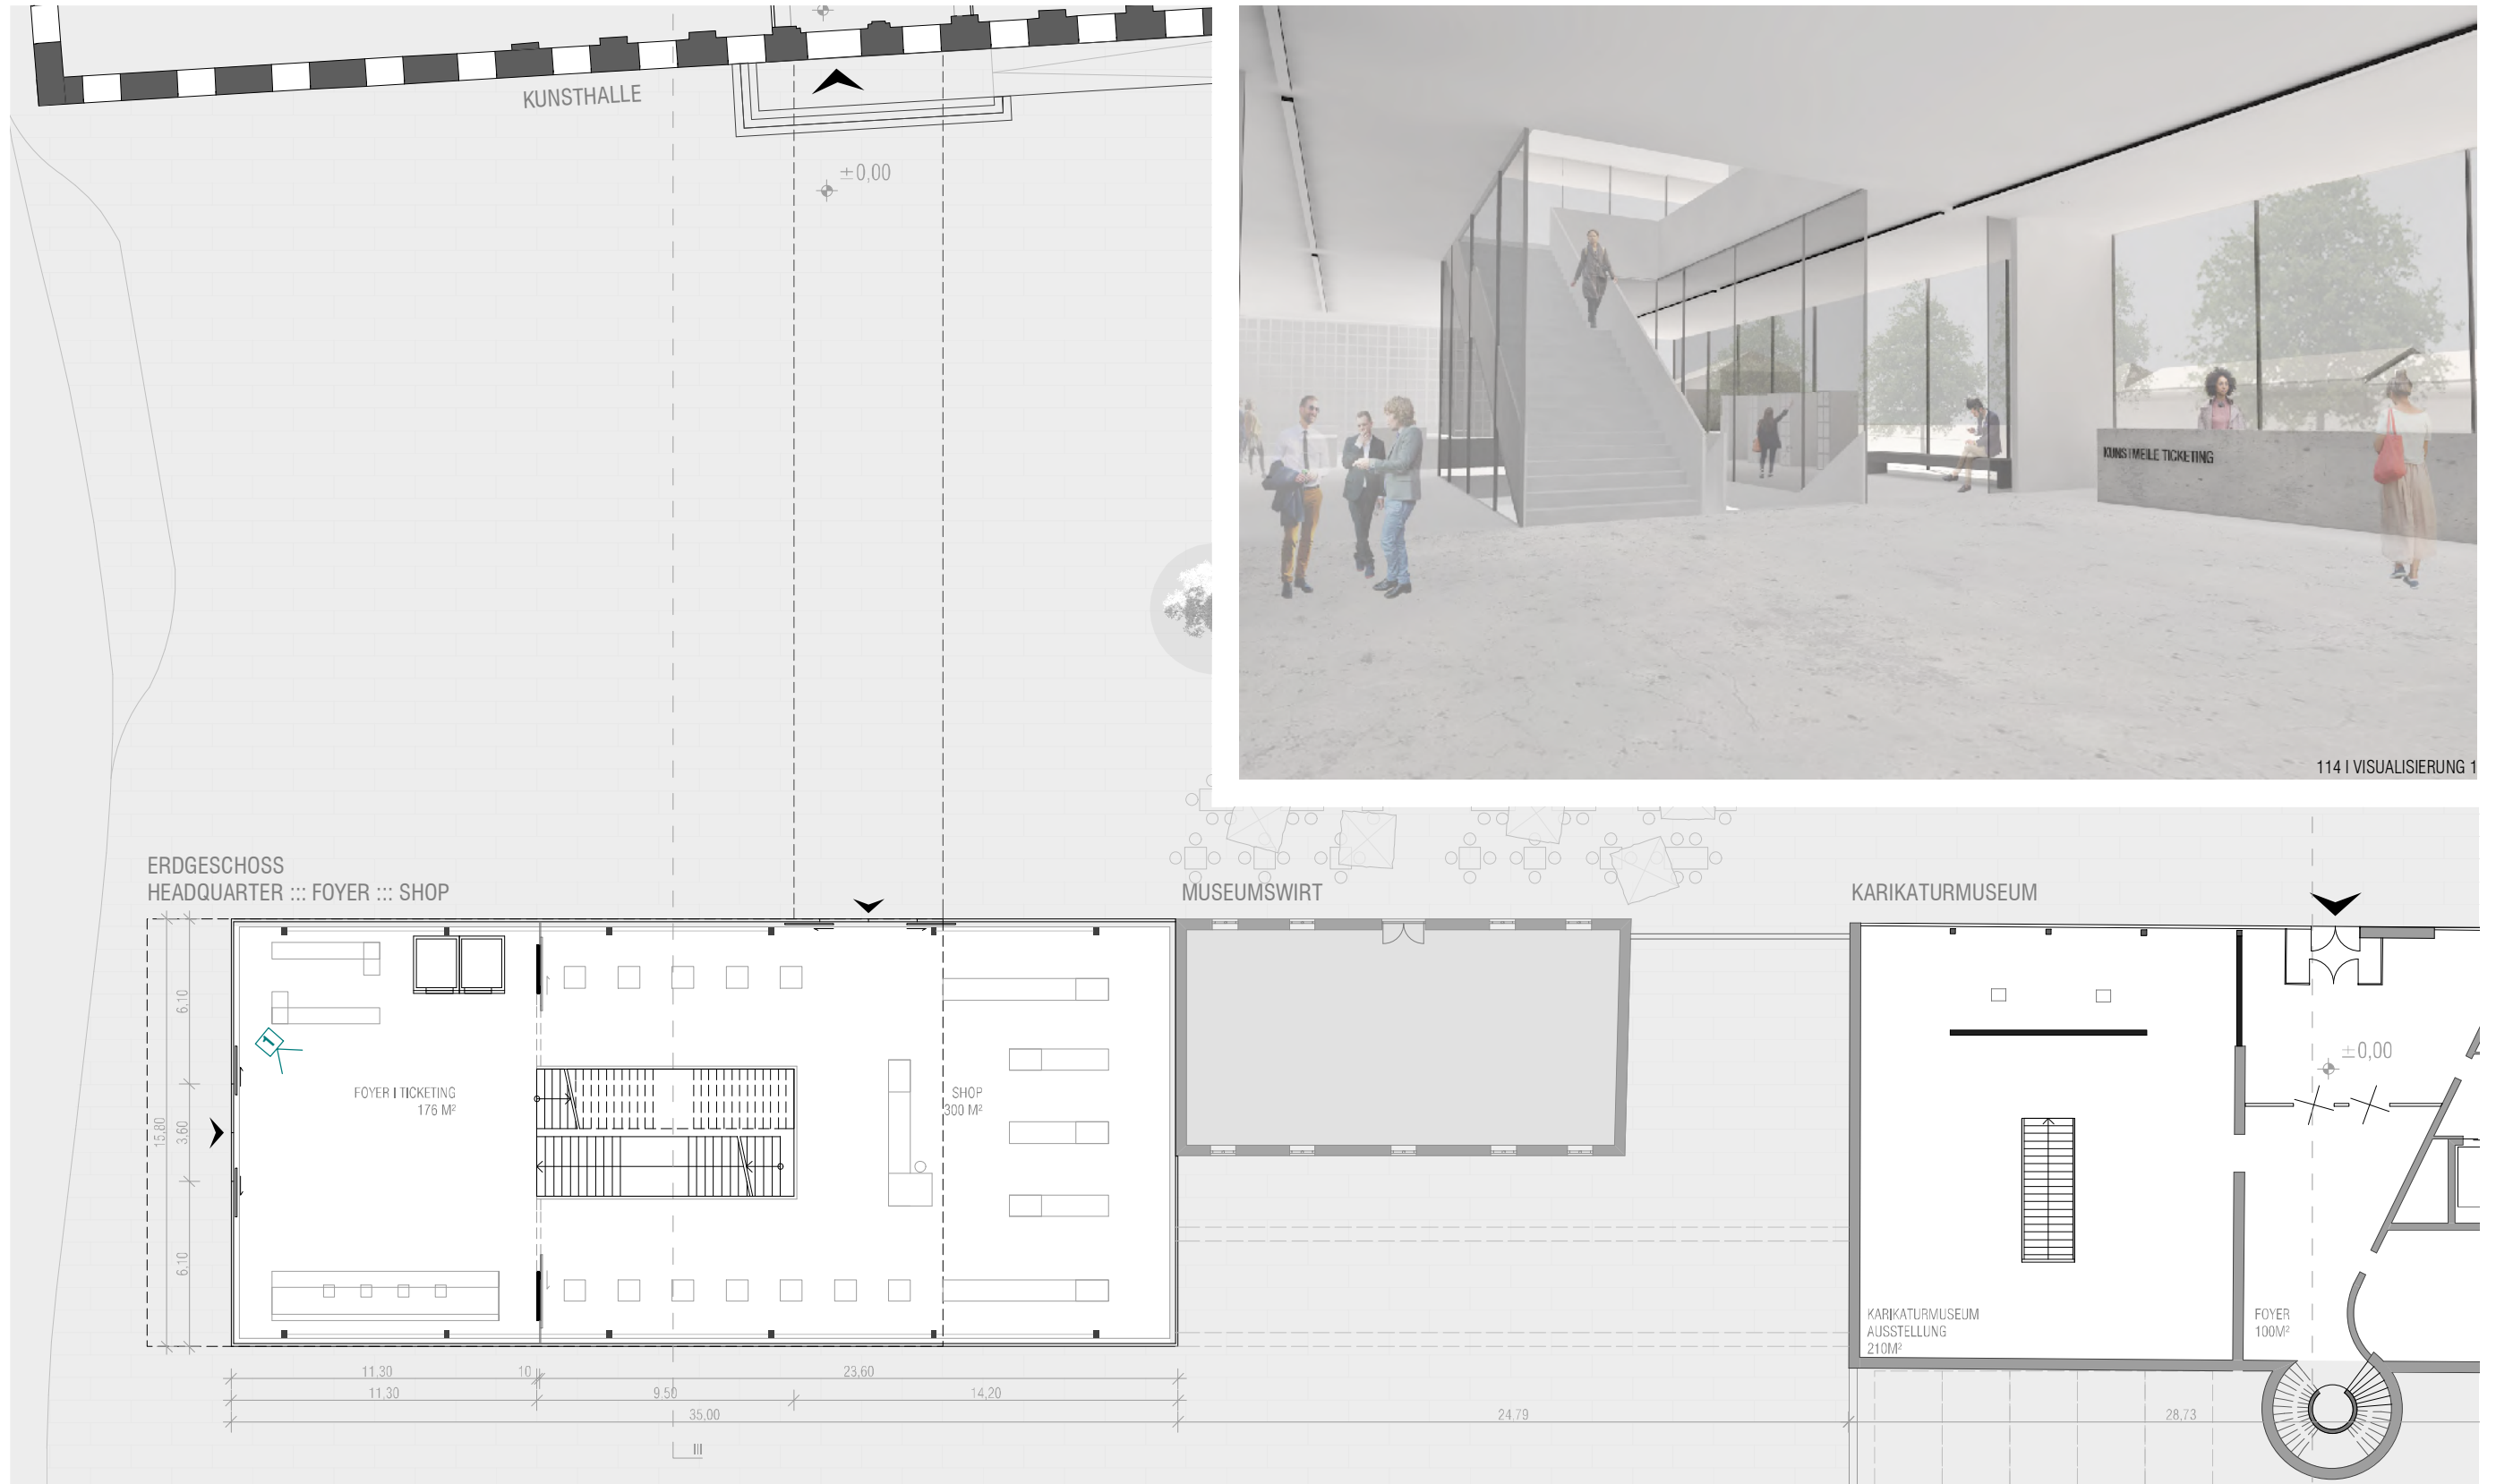 KUNSTHALLE
±0,00
KUNSTMEILE TICKETING
114 I VISUALISIERUNG 1
ERDGESCHOSS
HEADQUARTER ::: FOYER ::: SHOP
MUSEUMSWIRT
KARIKATURMUSEUM
15,80
6,10
3,60
6,10
1
FOYER I TICKETING
176 M²
SHOP
300 M²
±0,00
KARIKATURMUSEUM
AUSSTELLUNG
210M²
FOYER
100M²
11,30
10
23,60
11,30
9,50
14,20
35,00
24,79
28,73
III